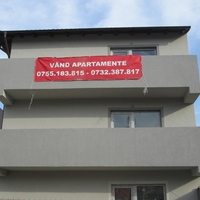 VÂND APARTAMENTE
0755.183.815 - 0732.387.817